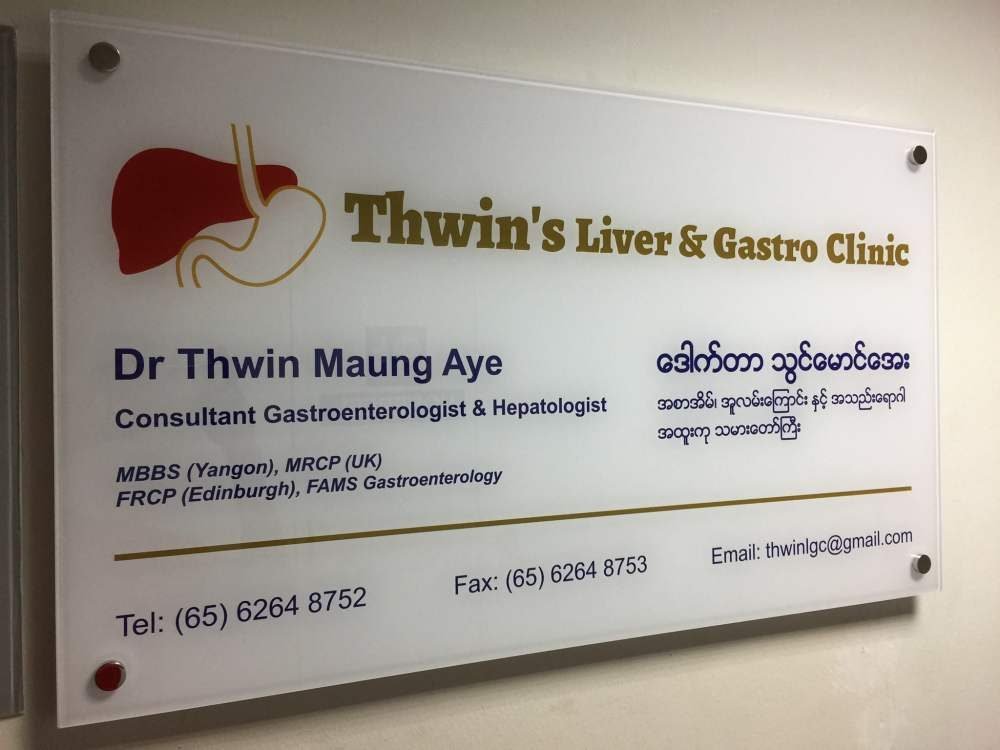 Thwin's Liver & Gastro Clinic
Dr Thwin Maung Aye
Consultant Gastroenterologist & Hepatologist
MBBS (Yangon), MRCP (UK)
FRCP (Edinburgh), FAMS Gastroenterology
ဒေါက်တာ သွင်မောင်အေး
အစာအိမ်၊ အူလမ်းကြောင်း နှင့် အသည်းရောဂါ
အထူးကု သမားတော်ကြီး
Tel: (65) 6264 8752
Fax: (65) 6264 8753
Email: thwinlgc@gmail.com